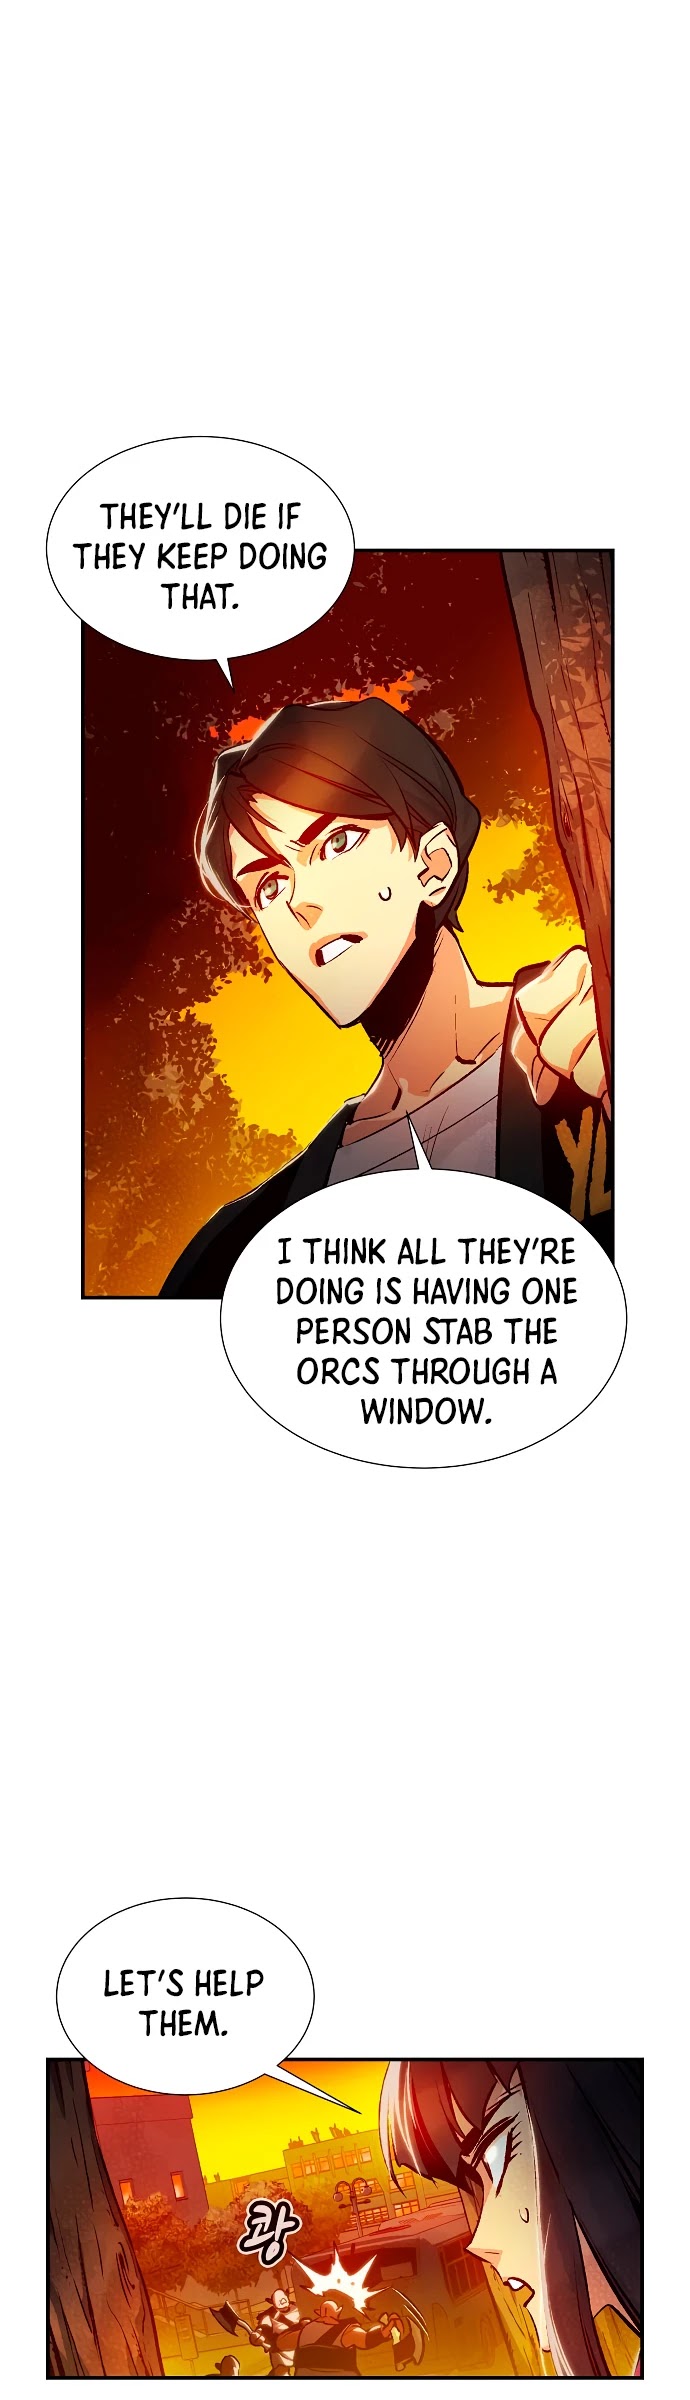 THEY'LL DIE IF
THEY KEEP DOING
THAT.
I THINK ALL THEY'RE
DOING IS HAVING ONE
PERSON STAB THE
ORCS THROUGH A
WINDOW.
LET'S HELP
THEM.
쾅